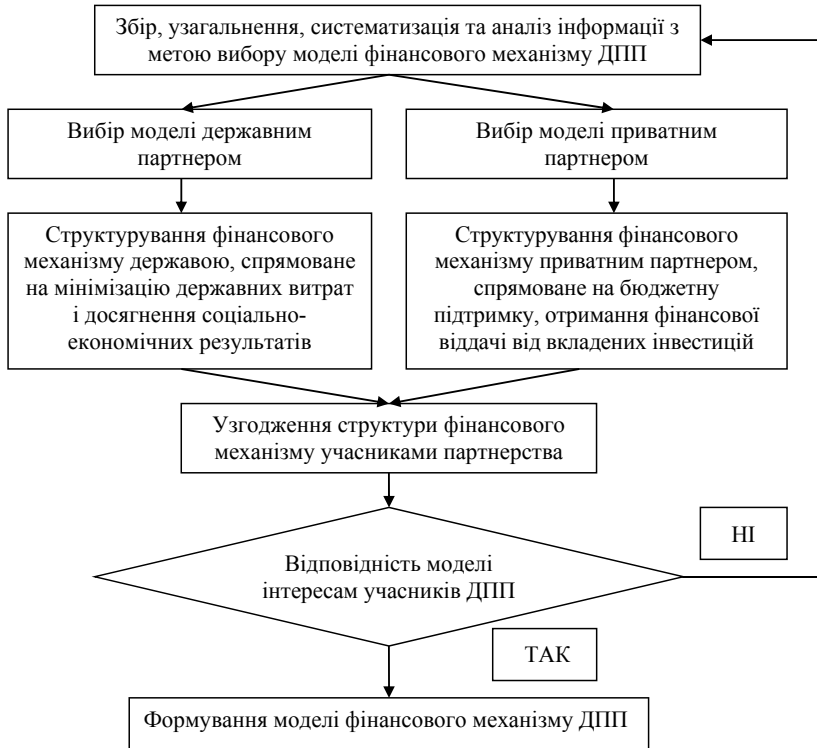 Збір, узагальнення, систематизація та аналіз інформації з
метою вибору моделі фінансового механізму ДПП
Вибір моделі державним
партнером
Вибір моделі приватним
партнером
Структурування фінансового
механізму державою, спрямоване
на мінімізацію державних витрат
і досягнення соціально-
економічних результатів
Структурування фінансового
механізму приватним партнером,
спрямоване на бюджетну
підтримку, отримання фінансової
віддачі від вкладених інвестицій
Узгодження структури фінансового
механізму учасниками партнерства
Відповідність моделі
інтересам учасників ДПП
НІ
ТАК
Формування моделі фінансового механізму ДПП